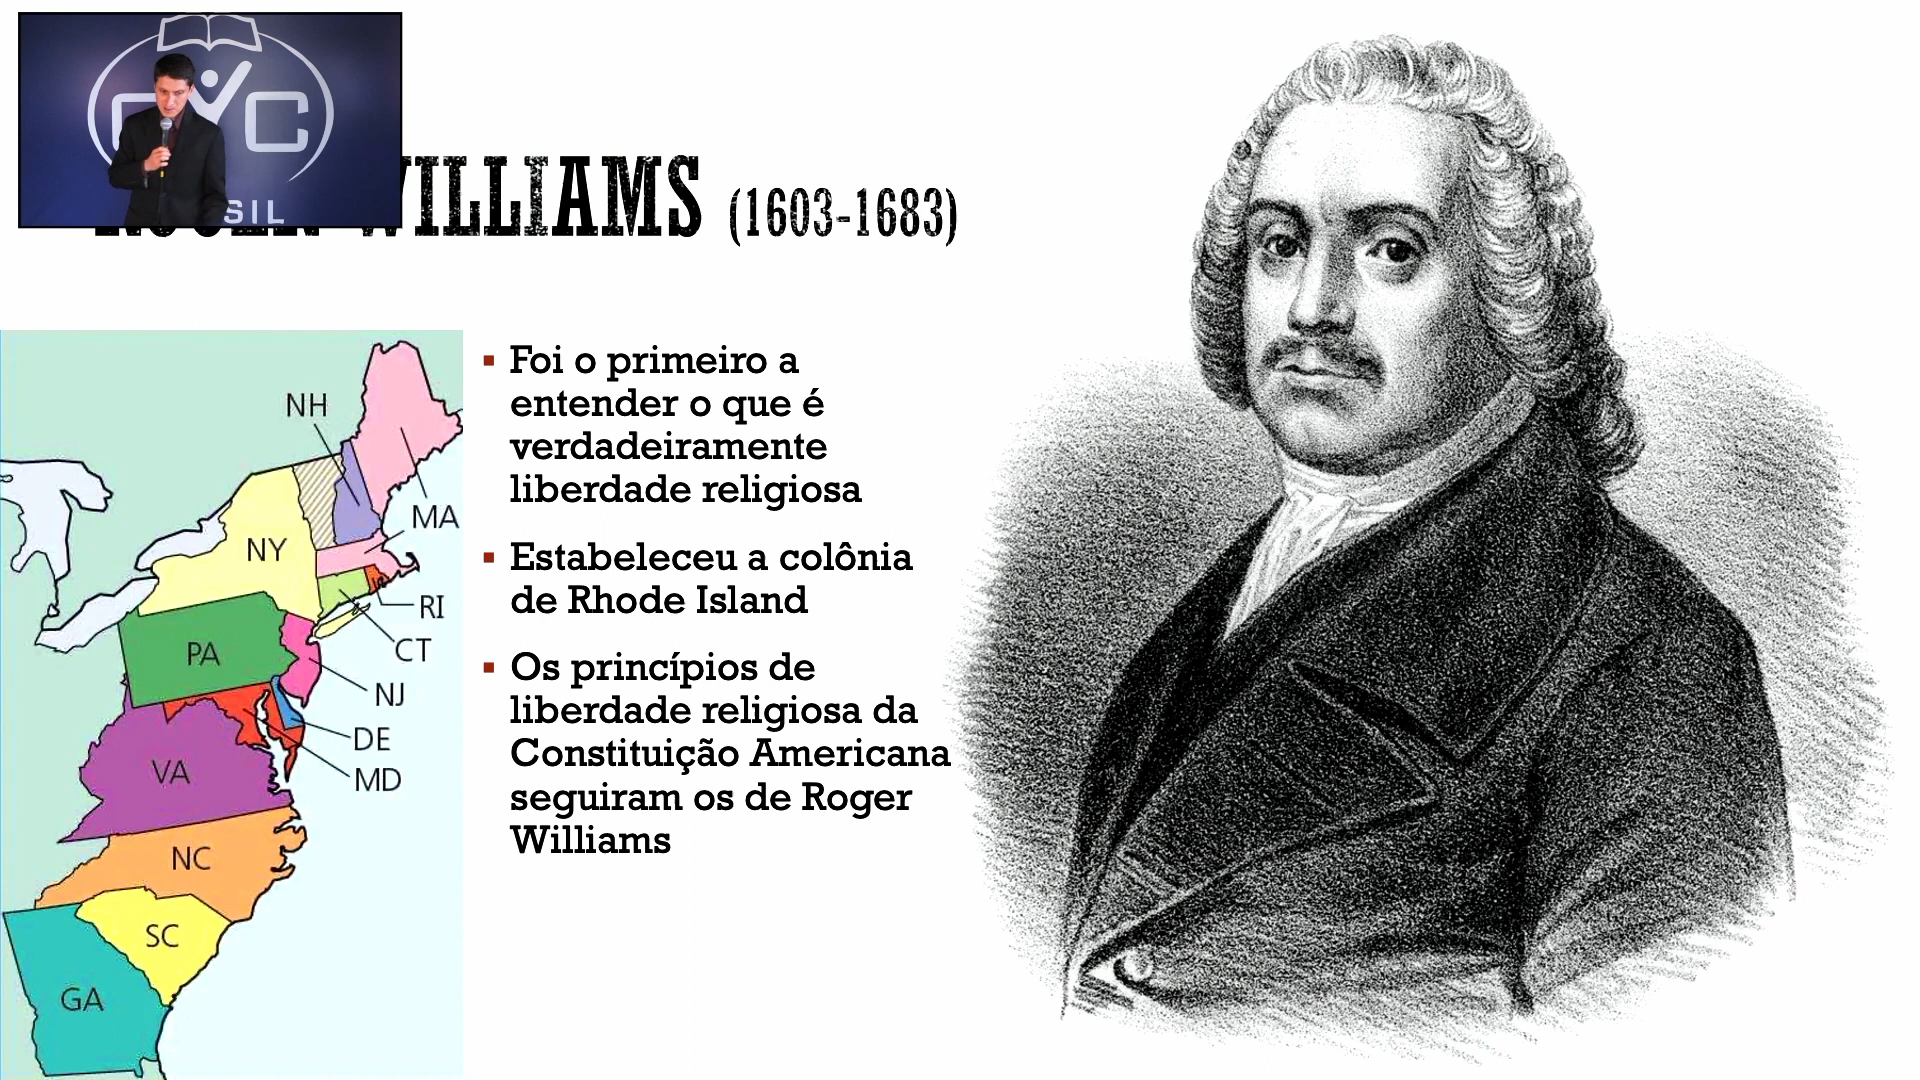 SIL
WILLIAMS (1603-1683)
▪ Foi o primeiro a
entender o que é
verdadeiramente
liberdade religiosa
▪ Estabeleceu a colônia
de Rhode Island
▪ Os princípios de
liberdade religiosa da
Constituição Americana
seguiram os de Roger
Williams
NH
MA
NY
RI
CT
PA
NJ
DE
MD
VA
NC
SC
GA